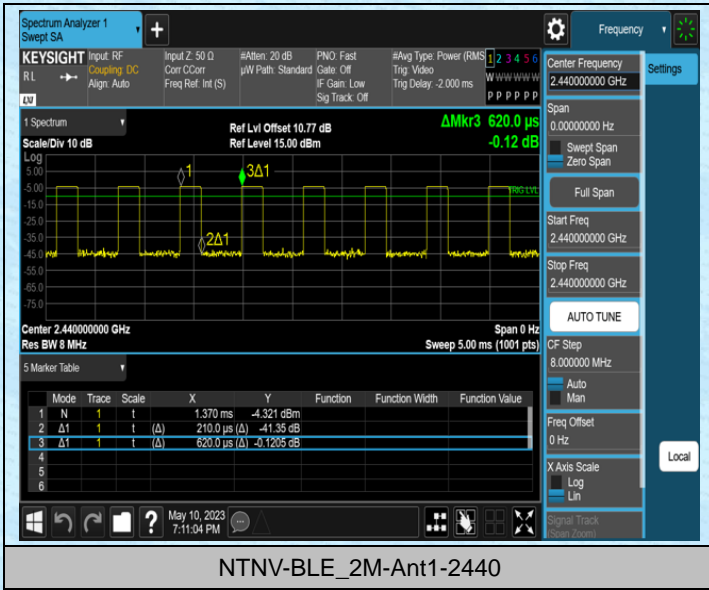 Spectrum Analyzer 1
Swept SA
+
Frequency
KEYSIGHT
RL
Input: RF
Coupling: DC
Align: Auto
Input Z: 50 Ω
Corr CCorr
Freq Ref: Int (S)
#Atten: 20 dB
µW Path: Standard
PNO: Fast
Gate: Off
IF Gain: Low
Sig Track: Off
#Avg Type: Power (RMS
Trig: Video
Trig Delay: -2.000 ms
1 2 3 4 5 6
W W W W W W
P P P P P P
LXI
1 Spectrum
Scale/Div 10 dB
Ref Lvl Offset 10.77 dB
Ref Level 15.00 dBm
ΔMkr3 620.0 µs
-0.12 dB
Log
5.00
-5.00
-15.0
-25.0
-35.0
-45.0
-55.0
-65.0
-75.0
1
3Δ1
2Δ1
TRIG LVL
Center 2.440000000 GHz
Res BW 8 MHz
Span 0 Hz
Sweep 5.00 ms (1001 pts)
5 Marker Table
Mode Trace Scale X Y Function Function Width Function Value
1 N 1 t 1.370 ms -4.321 dBm
2 Δ1 1 t (Δ) 210.0 µs (Δ) -41.35 dB
3 Δ1 1 t (Δ) 620.0 µs (Δ) -0.1205 dB
4
5
6
?
May 10, 2023
7:11:04 PM
Center Frequency
2.440000000 GHz
Span
0.00000000 Hz
Swept Span
Zero Span
Full Span
Start Freq
2.440000000 GHz
Stop Freq
2.440000000 GHz
AUTO TUNE
CF Step
8.000000 MHz
Auto
Man
Freq Offset
0 Hz
X Axis Scale
Log
Lin
Signal Track
(Span Zoom)
Settings
Local
NTNV-BLE_2M-Ant1-2440